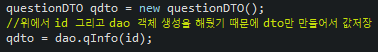 questionDTO qdto = new questionDTO();
//위에서 id 그리고 dao 객체 생성을 해뒀기 때문에 dto만 만들어서 값저장
qdto = dao.qInfo(id);